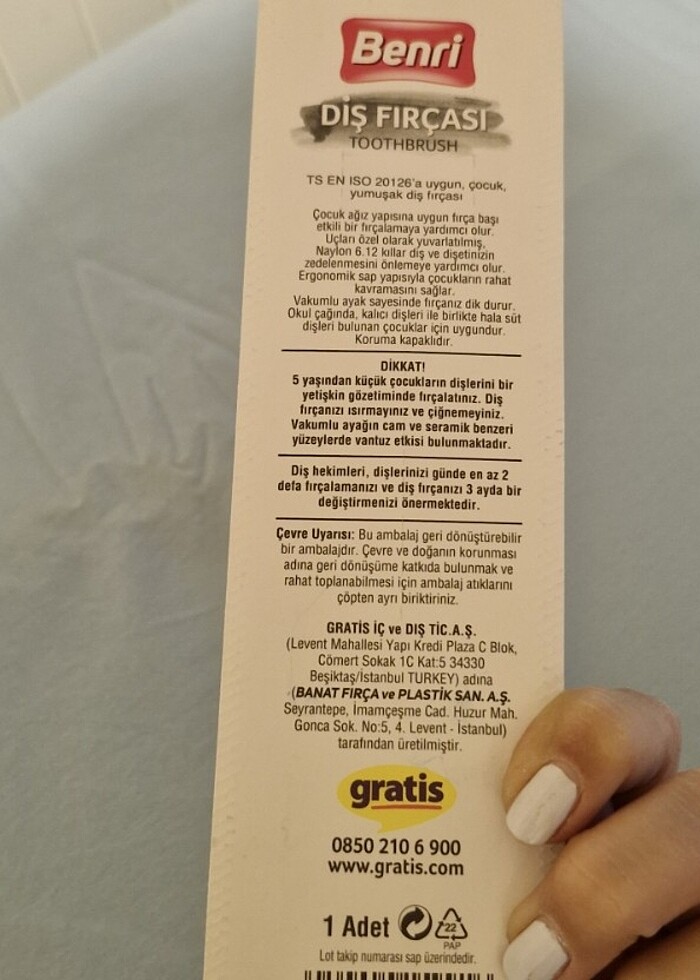 Benri
DİŞ FIRÇASI
TOOTHBRUSH
TS EN ISO 20126'a uygun, çocuk,
yumuşak diş fırçası
Çocuk ağız yapısına uygun fırça başı
etkili bir fırçalamaya yardımcı olur.
Uçları özel olarak yuvarlatılmış,
Naylon 6.12 kıllar diş ve dişetinizin
zedelenmesini önlemeye yardımcı olur.
Ergonomik sap yapısıyla çocukların rahat
kavramasını sağlar.
Vakumlu ayak sayesinde fırçanız dik durur.
Okul çağında, kalıcı dişleri ile birlikte hala süt
dişleri bulunan çocuklar için uygundur.
Koruma kapaklıdır.
DİKKAT!
5 yaşından küçük çocukların dişlerini bir
yetişkin gözetiminde fırçalatınız. Diş
fırçanızı ısırmayınız ve çiğnemeyiniz.
Vakumlu ayağın cam ve seramik benzeri
yüzeylerde vantuz etkisi bulunmaktadır.
Diş hekimleri, dişlerinizi günde en az 2
defa fırçalamanızı ve diş fırçanızı 3 ayda bir
değiştirmenizi önermektedir.
Çevre Uyarısı: Bu ambalaj geri dönüştürebilir
bir ambalajdır. Çevre ve doğanın korunması
adına geri dönüşüme katkıda bulunmak ve
rahat toplanabilmesi için ambalaj atıklarını
çöpten ayrı biriktiriniz.
GRATİS İÇ ve DIŞ TİC.A.Ş.
(Levent Mahallesi Yapı Kredi Plaza C Blok,
Cömert Sokak 1C Kat:5 34330
Beşiktaş/İstanbul TURKEY) adına
(BANAT FIRÇA ve PLASTİK SAN. A.Ş.
Seyrantepe, İmamçeşme Cad. Huzur Mah.
Gonca Sok. No:5, 4. Levent - İstanbul)
tarafından üretilmiştir.
gratis
0850 210 6 900
www.gratis.com
1 Adet
22
PAP
Lot takip numarası sap üzerindedir.